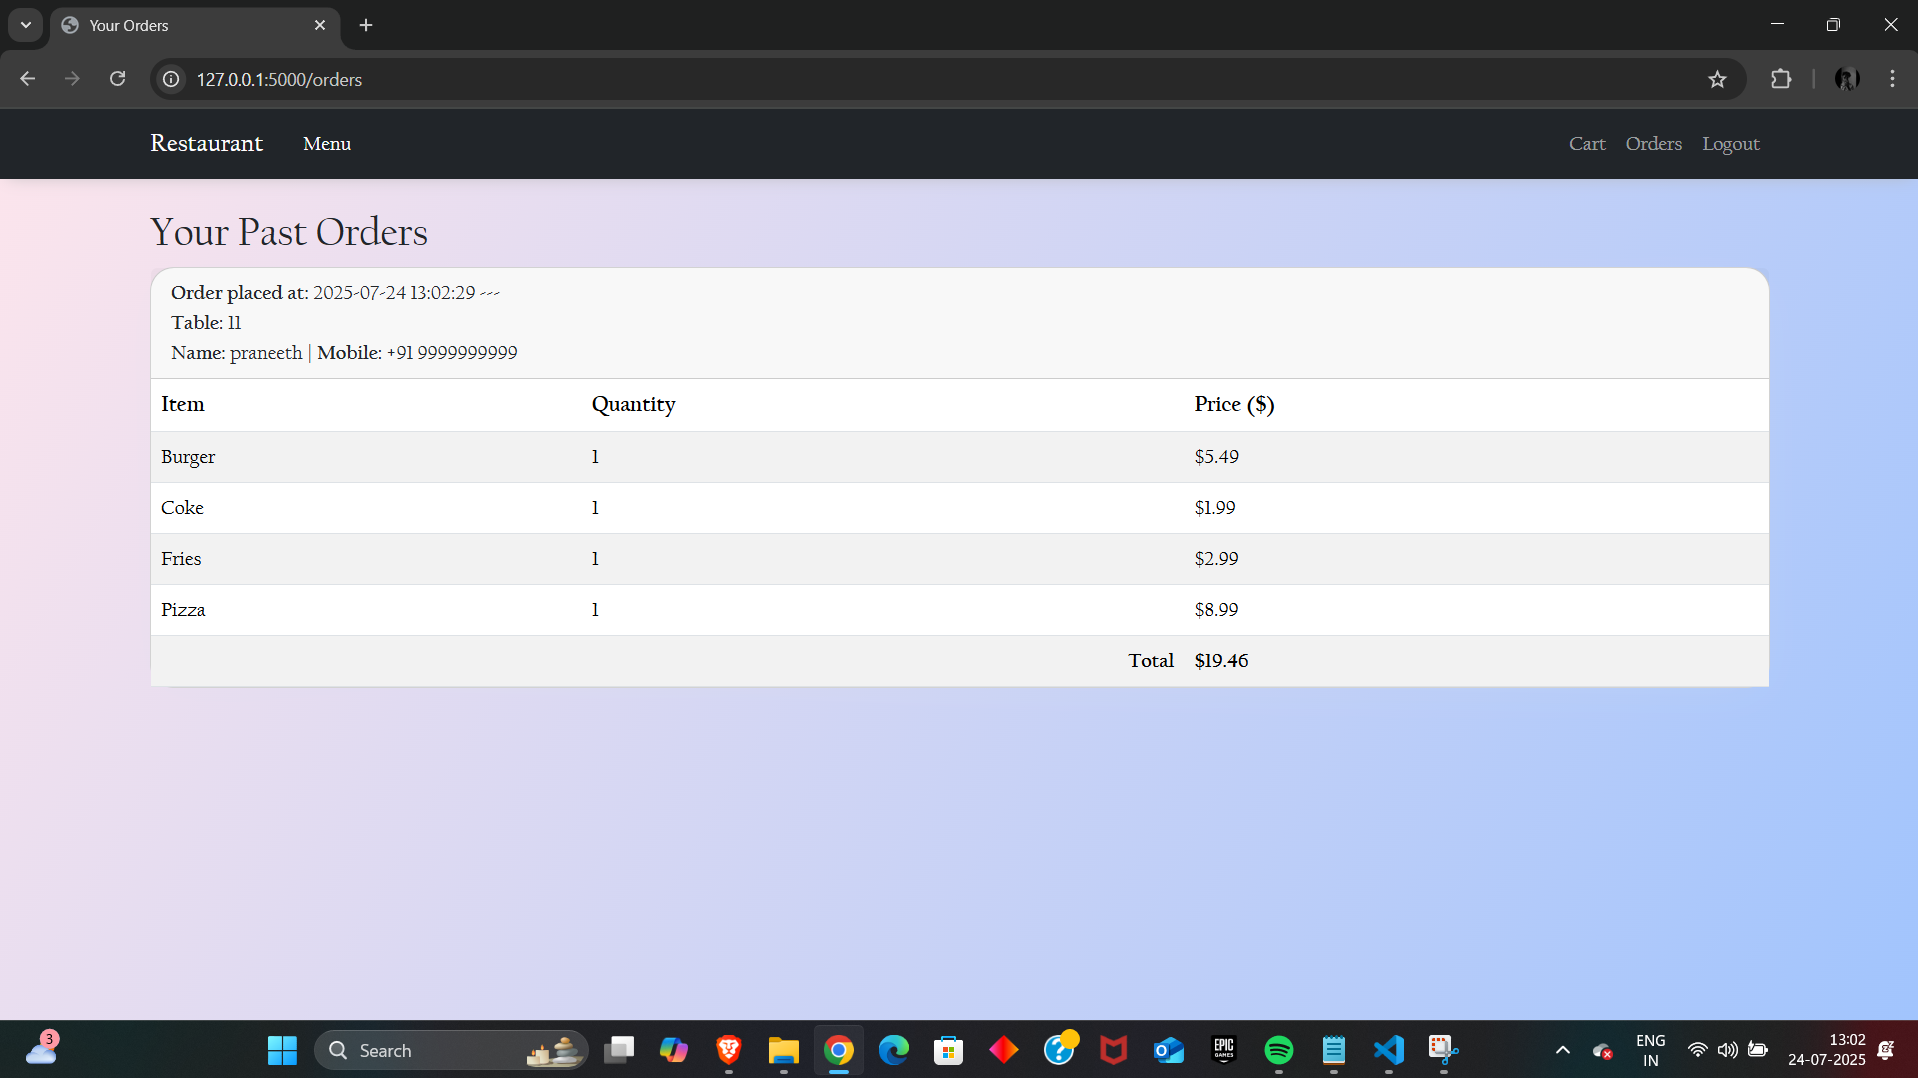 Your Orders
127.0.0.1:5000/orders
Restaurant Menu Cart Orders Logout
Your Past Orders
Order placed at: 2025-07-24 13:02:29 ---
Table: 11
Name: praneeth | Mobile: +91 9999999999
Item Quantity Price ($)
Burger 1 $5.49
Coke 1 $1.99
Fries 1 $2.99
Pizza 1 $8.99
Total $19.46
3
Search
EPIC
GAMES
ENG
IN
13:02
24-07-2025